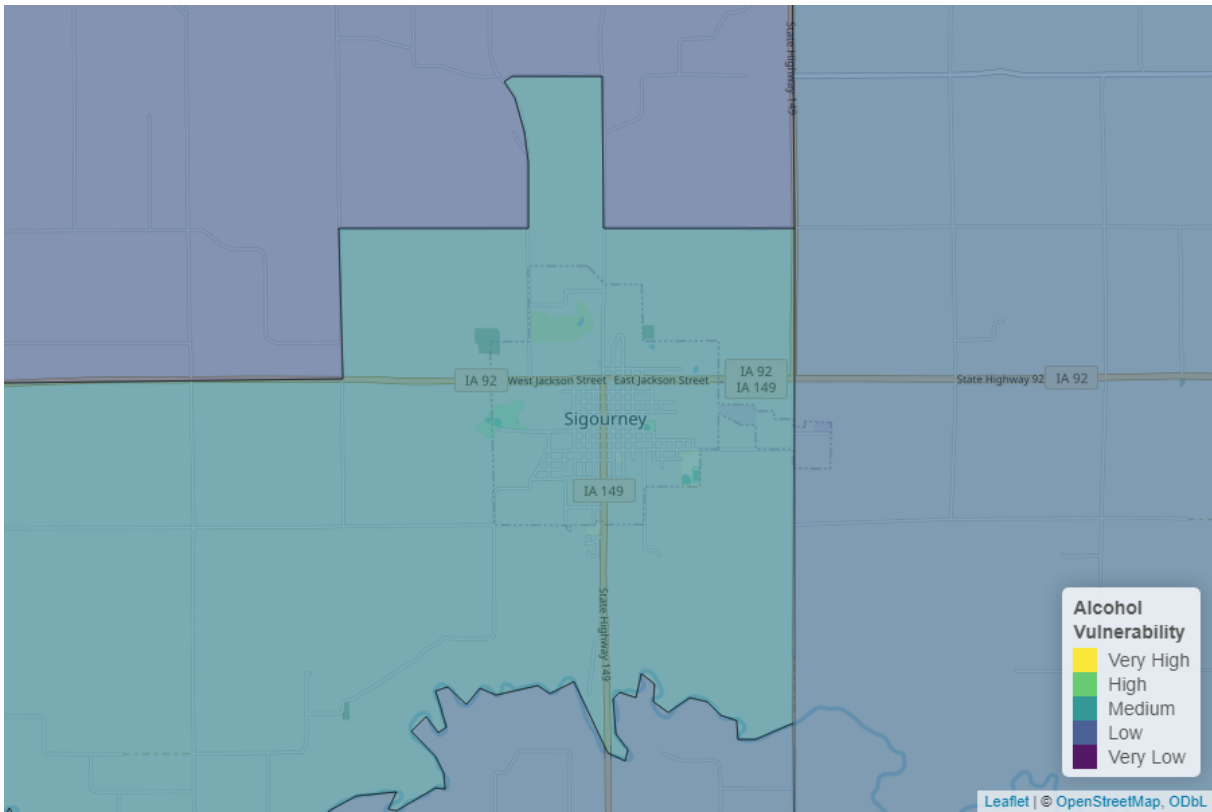 State Highway 149
IA 92
West Jackson Street
East Jackson Street
IA 92
IA 149
State Highway 92
IA 92
Sigourney
IA 149
State Highway 149
Alcohol
Vulnerability
Very High
High
Medium
Low
Very Low
Leaflet | © OpenStreetMap, ODbL